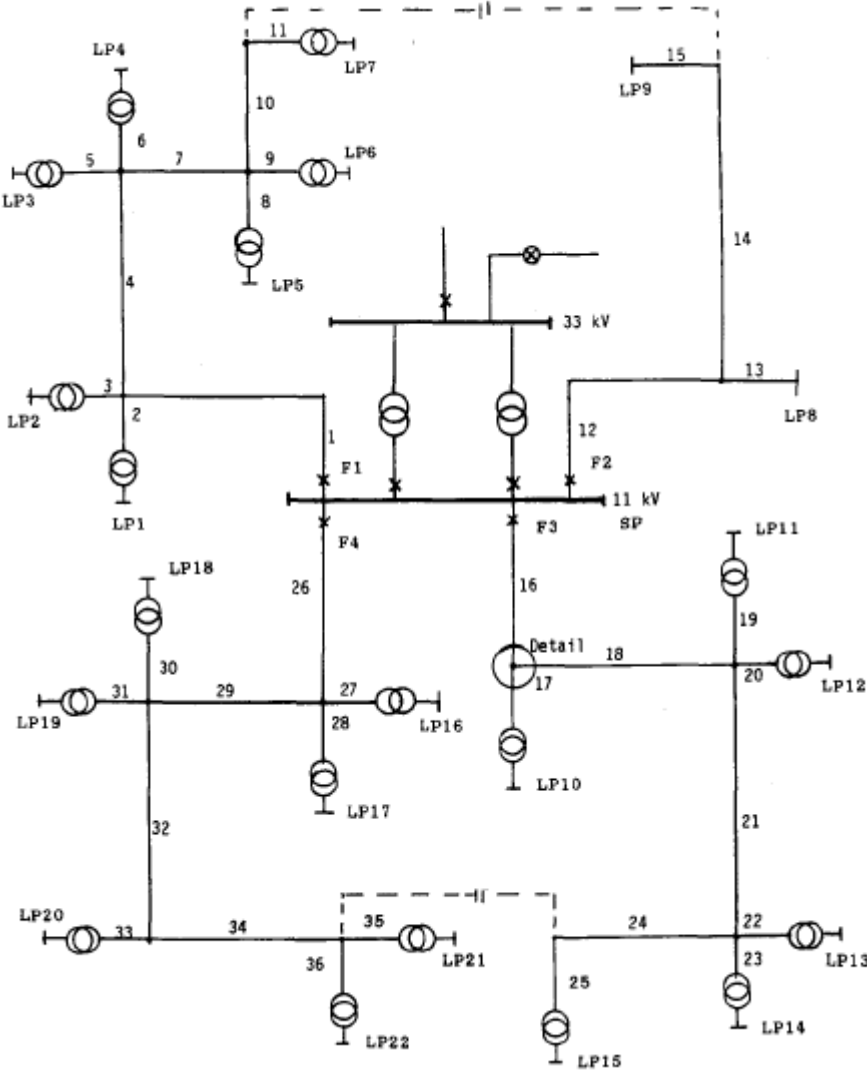 11
LP4
LP7
15
LP9
10
6
5
7
9
LP6
LP3
8
14
4
LP5
33 kV
3
13
2
LP2
LP8
12
1
F1
F2
11 kV
LP1
F3
SP
LP11
F4
LP18
26
16
19
Detail
30
18
17
20
31
29
27
LP12
LP19
28
LP16
LP10
LP17
21
32
LP20
24
22
33
34
35
23
LP13
36
LP21
25
LP14
LP22
LP15